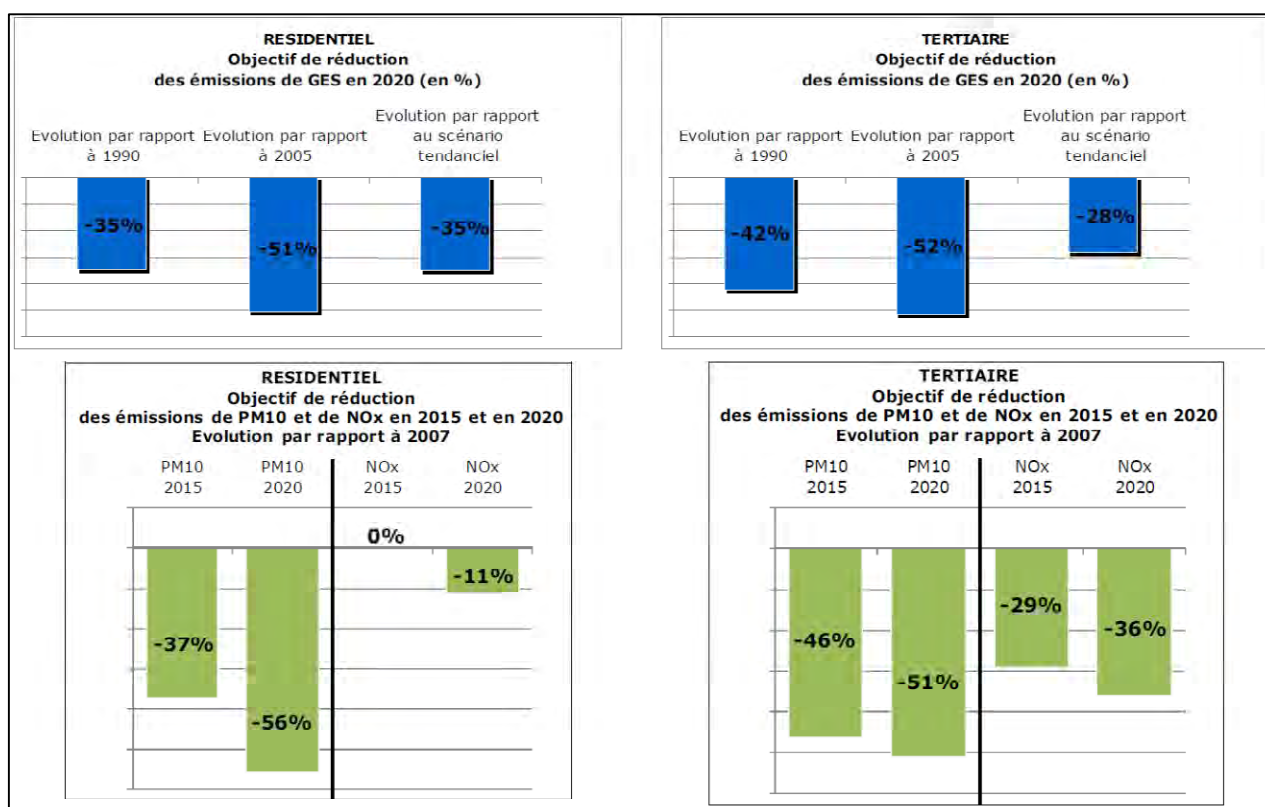 RESIDENTIEL
Objectif de réduction
des émissions de GES en 2020 (en %)
Evolution par rapport
à 1990
Evolution par rapport
à 2005
Evolution par rapport
au scénario
tendanciel
-35%
-51%
-35%
TERTIAIRE
Objectif de réduction
des émissions de GES en 2020 (en %)
Evolution par rapport
à 1990
Evolution par rapport
à 2005
Evolution par rapport
au scénario
tendanciel
-42%
-52%
-28%
RESIDENTIEL
Objectif de réduction
des émissions de PM10 et de NOx en 2015 et en 2020
Evolution par rapport à 2007
PM10
2015
PM10
2020
NOx
2015
NOx
2020
-37%
-56%
0%
-11%
TERTIAIRE
Objectif de réduction
des émissions de PM10 et de NOx en 2015 et en 2020
Evolution par rapport à 2007
PM10
2015
PM10
2020
NOx
2015
NOx
2020
-46%
-51%
-29%
-36%